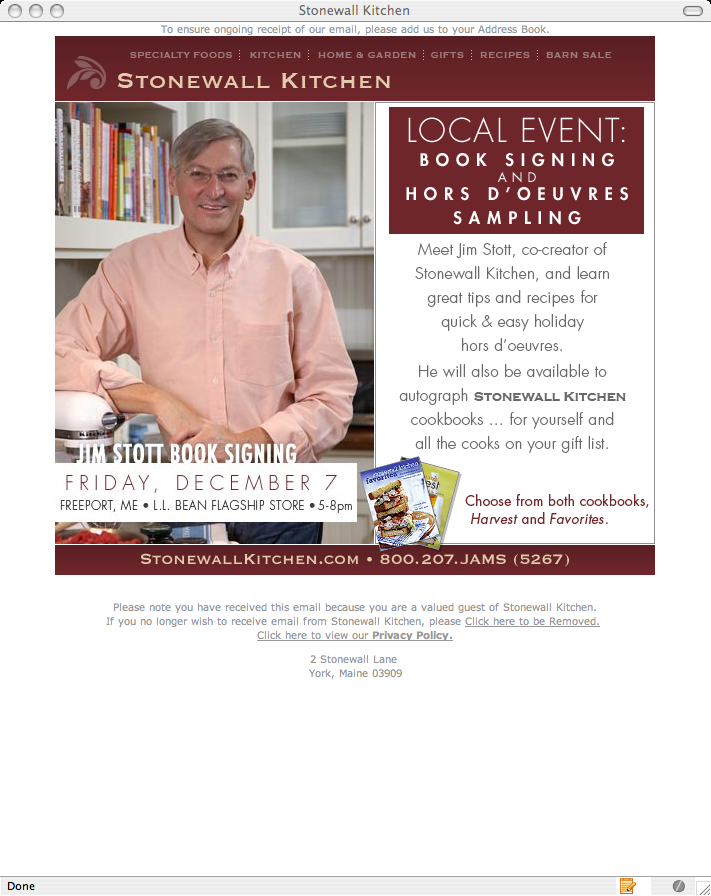 Stonewall Kitchen
To ensure ongoing receipt of our email, please add us to your Address Book.
SPECIALTY FOODS
KITCHEN
HOME & GARDEN
GIFTS
RECIPES
BARN SALE
STONEWALL KITCHEN
LOCAL EVENT:
BOOK SIGNING
AND
HORS D'OEUVRES
SAMPLING
Meet Jim Stott, co-creator of
Stonewall Kitchen, and learn
great tips and recipes for
quick & easy holiday
hors d'oeuvres.
He will also be available to
autograph STONEWALL KITCHEN
cookbooks ... for yourself and
all the cooks on your gift list.
JIM STOTT BOOK SIGNING
FRIDAY, DECEMBER 7
FREEPORT, ME • L.L. BEAN FLAGSHIP STORE • 5-8pm
stonewall kitchen
favorites
Choose from both cookbooks,
Harvest and Favorites.
STONEWALLKITCHEN.COM • 800.207.JAMS (5267)
Please note you have received this email because you are a valued guest of Stonewall Kitchen.
If you no longer wish to receive email from Stonewall Kitchen, please Click here to be Removed.
Click here to view our Privacy Policy.
2 Stonewall Lane
York, Maine 03909
Done